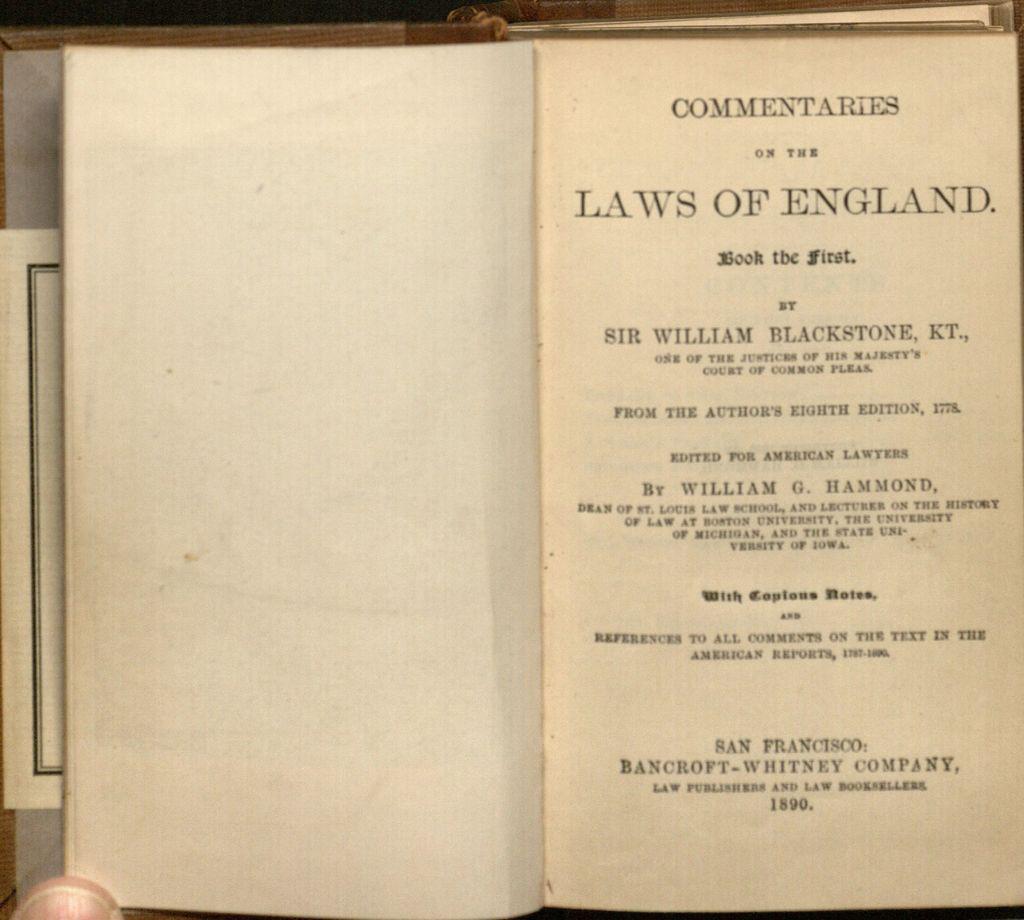 COMMENTARIES
ON THE
LAWS OF ENGLAND.
Book the First.
BY
SIR WILLIAM BLACKSTONE, KT.,
ONE OF THE JUSTICES OF HIS MAJESTY'S
COURT OF COMMON PLEAS.
FROM THE AUTHOR'S EIGHTH EDITION, 1778.
EDITED FOR AMERICAN LAWYERS
BY WILLIAM G. HAMMOND,
DEAN OF ST. LOUIS LAW SCHOOL, AND LECTURER ON THE HISTORY
OF LAW AT BOSTON UNIVERSITY, THE UNIVERSITY
OF MICHIGAN, AND THE STATE UNI-
VERSITY OF IOWA.
With Copious Notes,
AND
REFERENCES TO ALL COMMENTS ON THE TEXT IN THE
AMERICAN REPORTS, 1787-1890.
SAN FRANCISCO:
BANCROFT-WHITNEY COMPANY,
LAW PUBLISHERS AND LAW BOOKSELLERS.
1890.